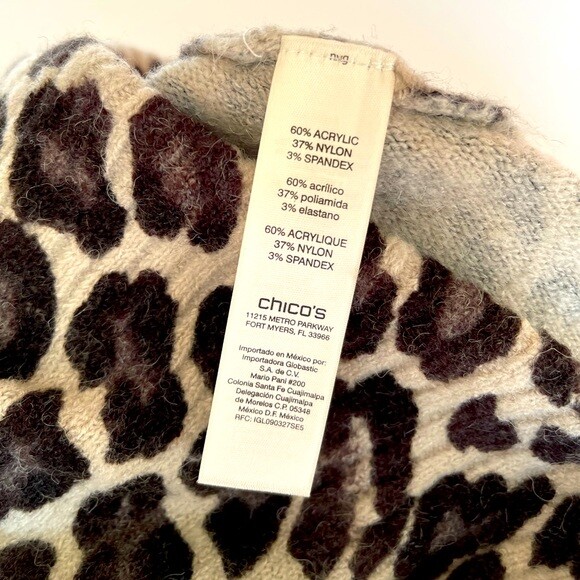 60% ACRYLIC
37% NYLON
3% SPANDEX
60% acrílico
37% poliamida
3% elastano
60% ACRYLIQUE
37% NYLON
3% SPANDEX
chico's
11215 METRO PARKWAY
FORT MYERS, FL 33966
Importado en México por:
Importadora Globastic
S.A. de C.V.
Mario Pani #200
Colonia Santa Fe Cuajimalpa
Delegación Cuajimalpa
de Morelos C.P. 05348
México D.F. México
RFC: IGL090327SE5